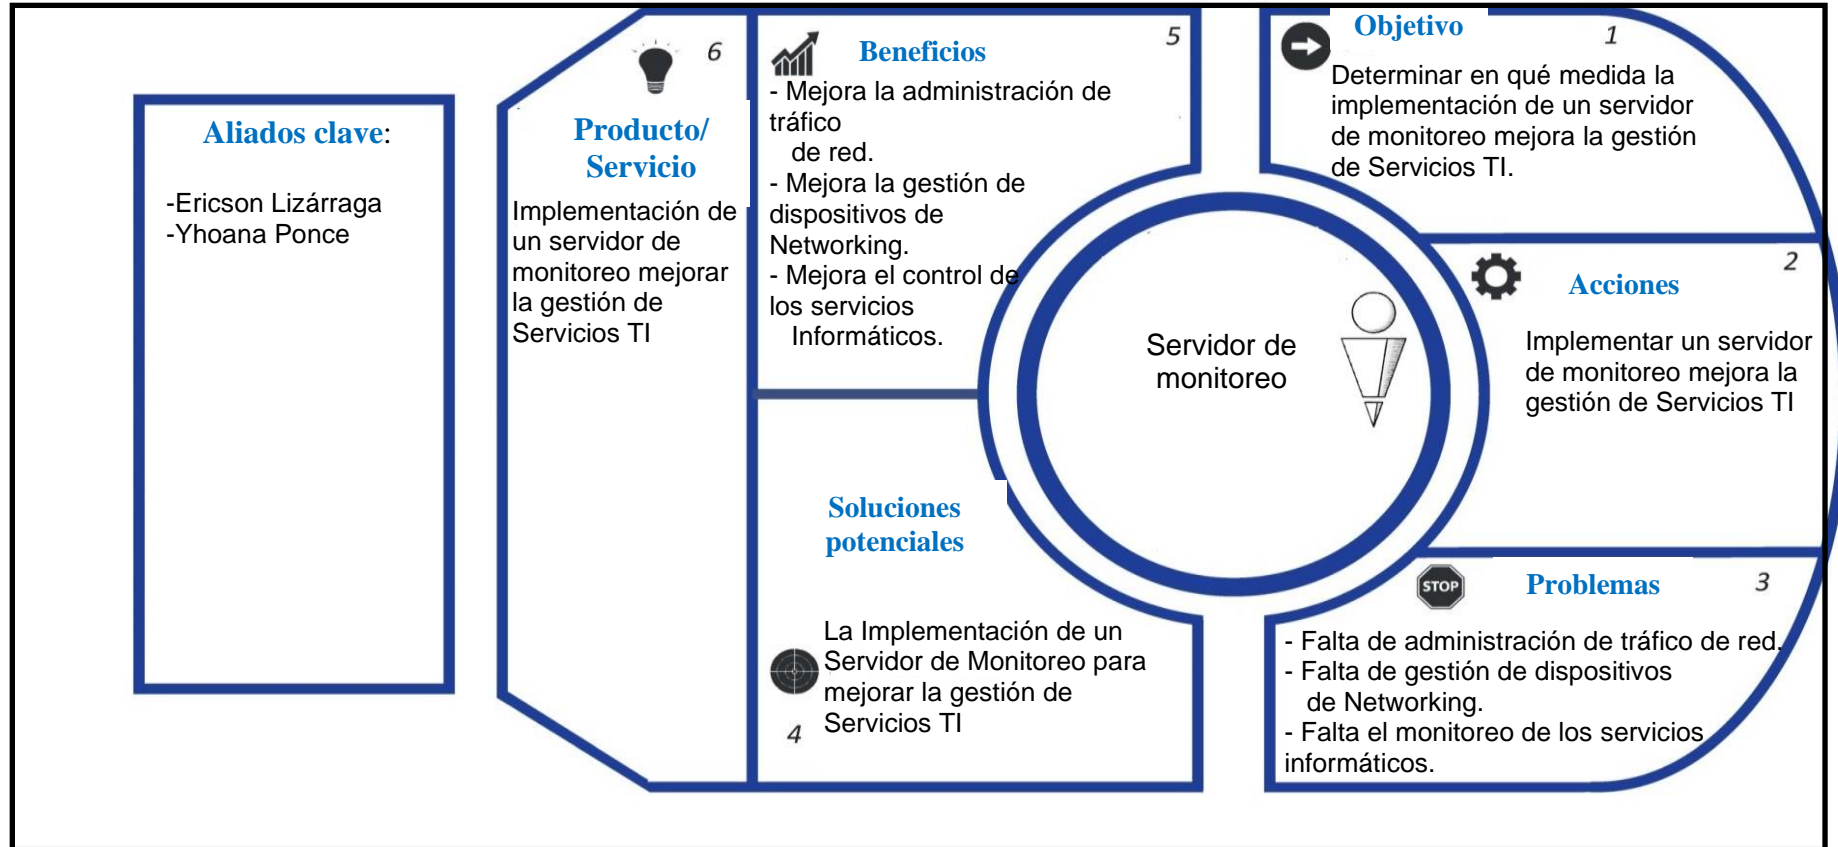 Aliados clave:
-Ericson Lizárraga
-Yhoana Ponce
6
Producto/
Servicio
Implementación de
un servidor de
monitoreo mejorar
la gestión de
Servicios TI
5
Beneficios
- Mejora la administración de
tráfico
de red.
- Mejora la gestión de
dispositivos de
Networking.
- Mejora el control de
los servicios
Informáticos.
Soluciones
potenciales
La Implementación de un
Servidor de Monitoreo para
mejorar la gestión de
Servicios TI
4
Servidor de
monitoreo
Objetivo
1
Determinar en qué medida la
implementación de un servidor
de monitoreo mejora la gestión
de Servicios TI.
2
Acciones
Implementar un servidor
de monitoreo mejora la
gestión de Servicios TI
STOP
Problemas
3
- Falta de administración de tráfico de red.
- Falta de gestión de dispositivos
de Networking.
- Falta el monitoreo de los servicios
informáticos.